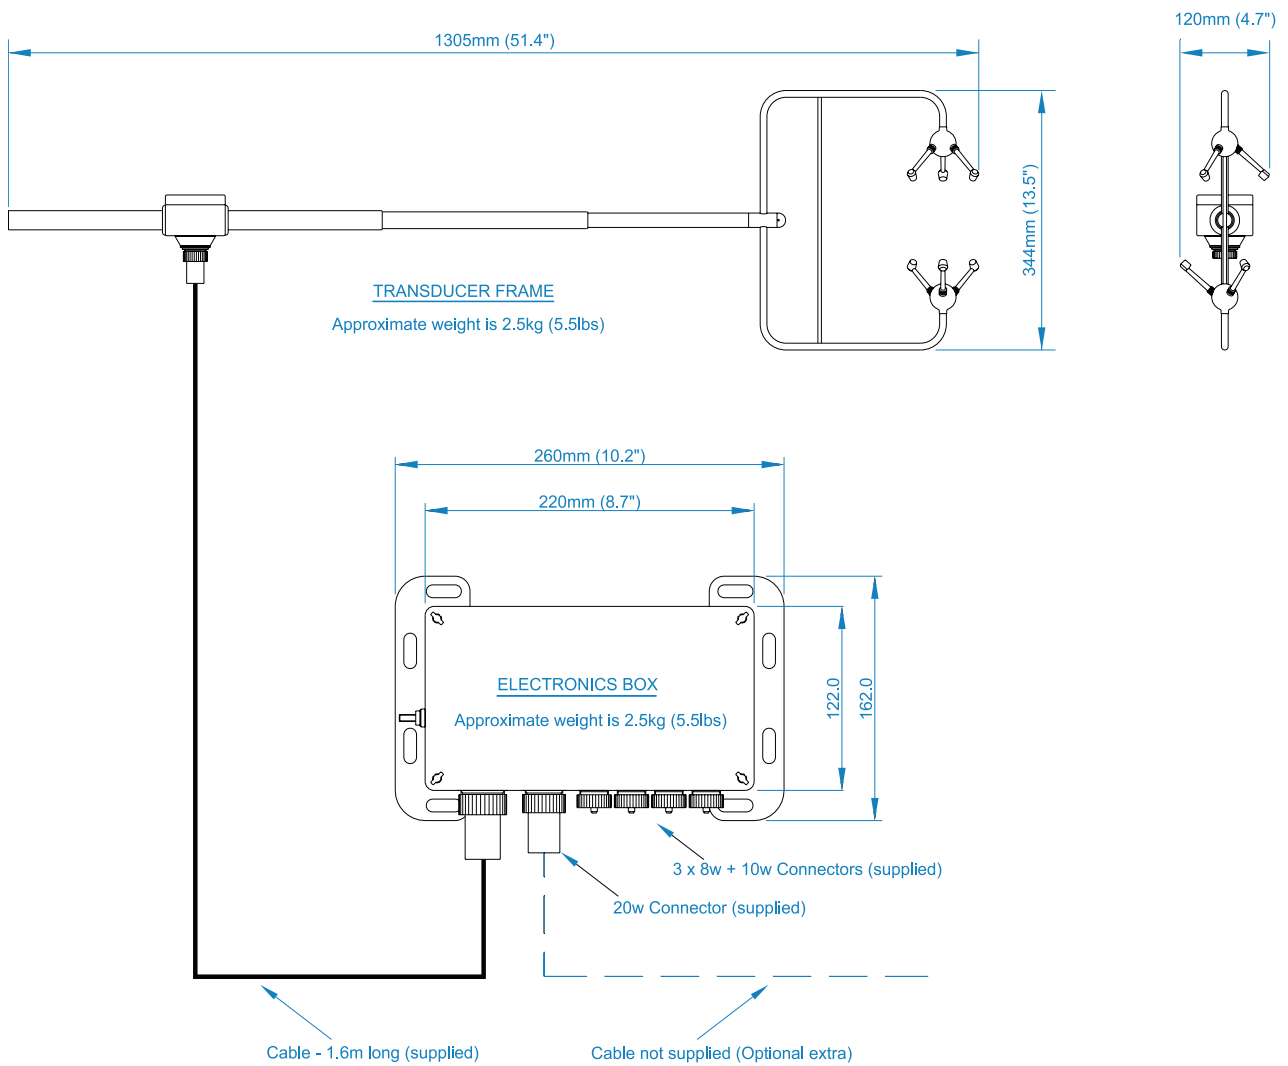 120mm (4.7")
1305mm (51.4")
344mm (13.5")
TRANSDUCER FRAME
Approximate weight is 2.5kg (5.5lbs)
260mm (10.2")
220mm (8.7")
ELECTRONICS BOX
Approximate weight is 2.5kg (5.5lbs)
122.0
162.0
3 x 8w + 10w Connectors (supplied)
20w Connector (supplied)
Cable - 1.6m long (supplied)
Cable not supplied (Optional extra)